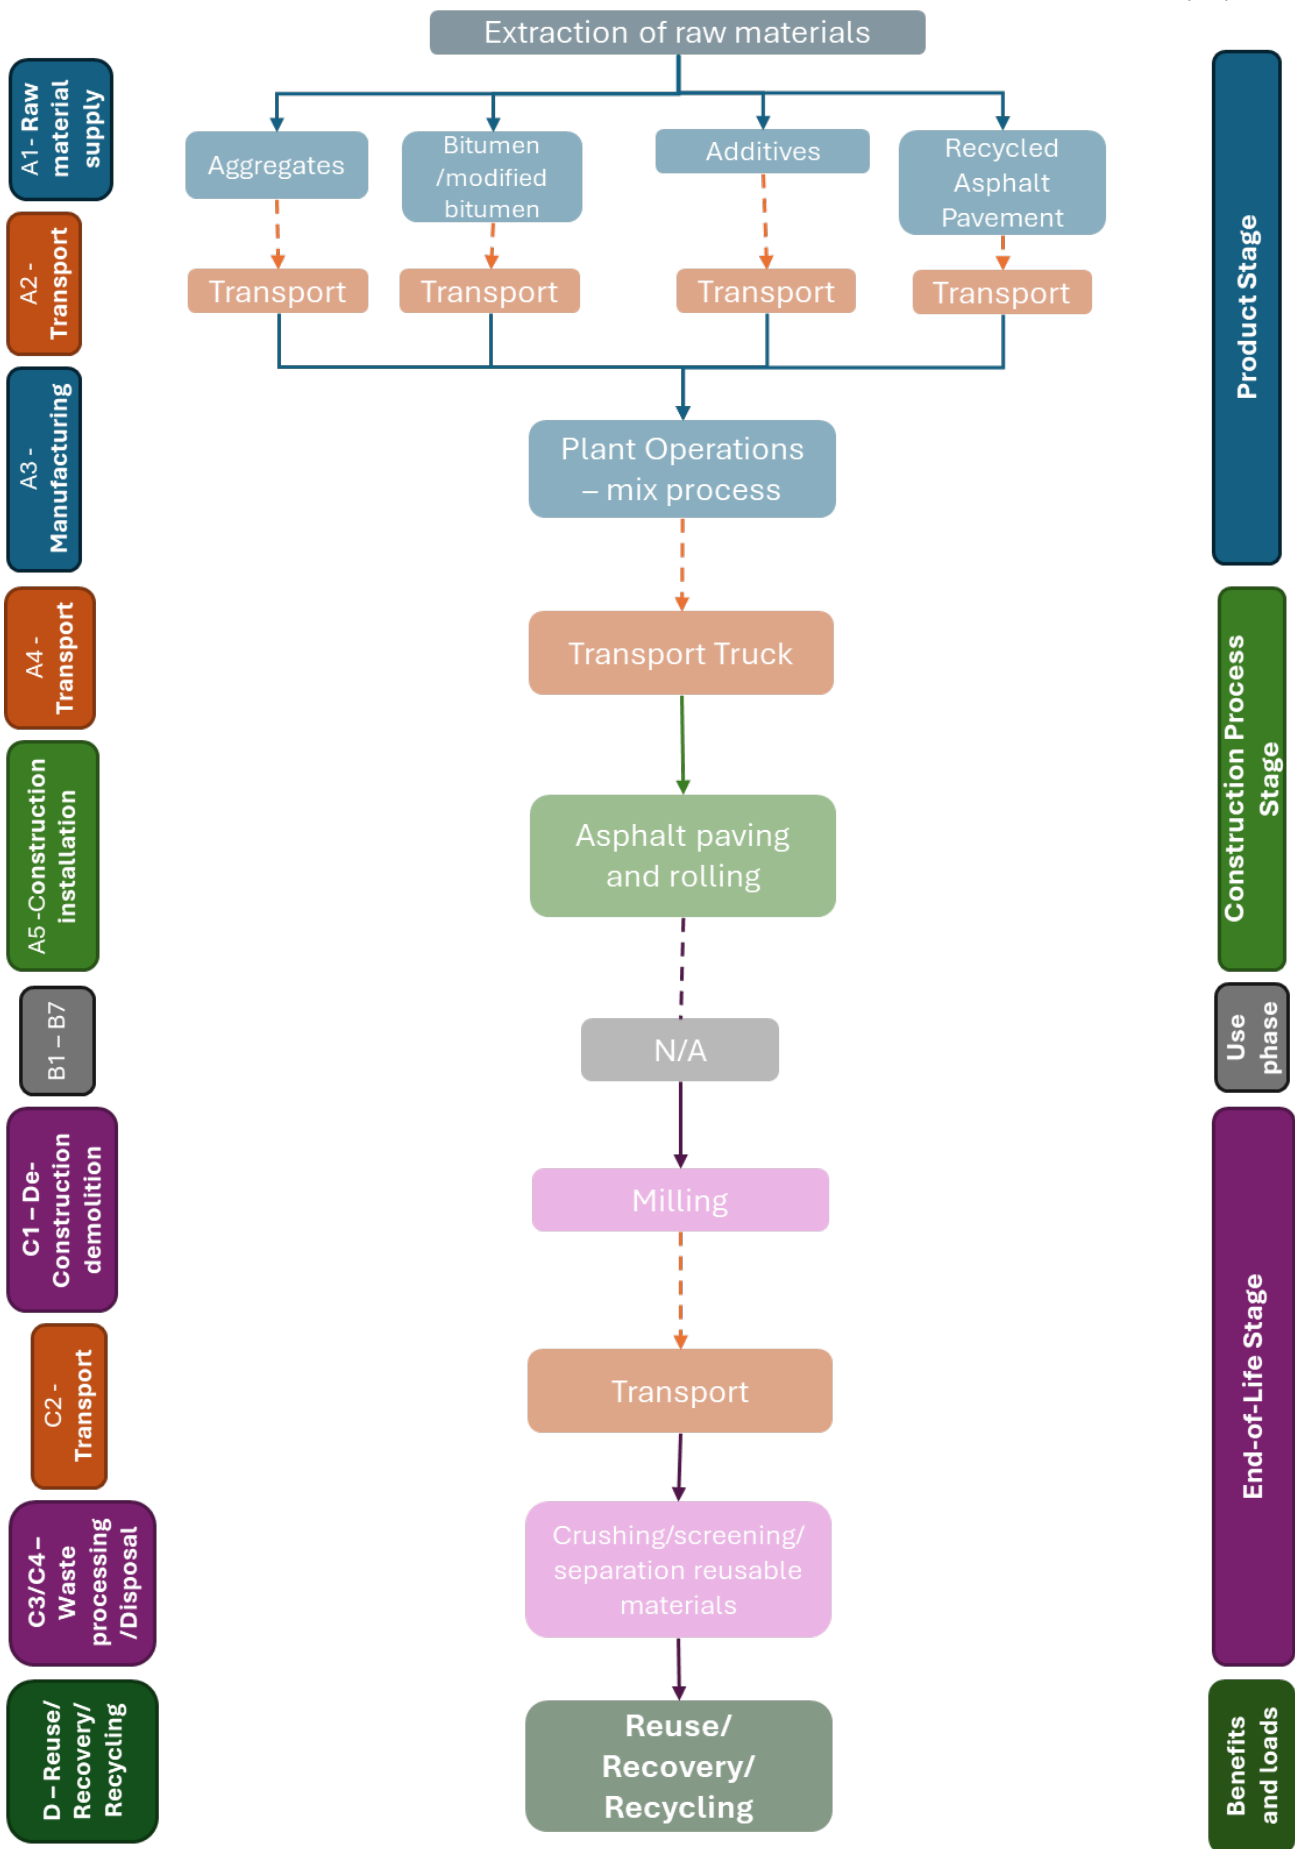 Extraction of raw materials
A1- Raw
material
supply
Aggregates
Bitumen
/modified
bitumen
Additives
Recycled
Asphalt
Pavement
A2 -
Transport
Transport
Transport
Transport
Transport
Product Stage
A3 -
Manufacturing
Plant Operations
– mix process
A4 -
Transport
Transport Truck
Construction Process
Stage
A5 -Construction
installation
Asphalt paving
and rolling
B1 – B7
N/A
Use
phase
C1 – De-
Construction
demolition
Milling
End-of-Life Stage
C2 -
Transport
Transport
C3/C4–
Waste
processing
/Disposal
Crushing/screening/
separation reusable
materials
D – Reuse/
Recovery/
Recycling
Reuse/
Recovery/
Recycling
Benefits
and loads